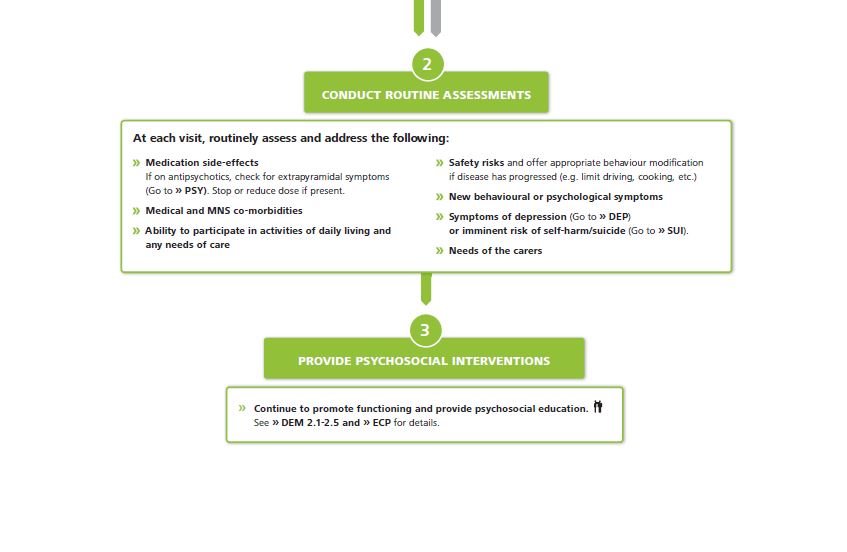 2
CONDUCT ROUTINE ASSESSMENTS
At each visit, routinely assess and address the following:
» Medication side-effects
If on antipsychotics, check for extrapyramidal symptoms
(Go to » PSY). Stop or reduce dose if present.
» Medical and MNS co-morbidities
» Ability to participate in activities of daily living and
any needs of care
» Safety risks and offer appropriate behaviour modification
if disease has progressed (e.g. limit driving, cooking, etc.)
» New behavioural or psychological symptoms
» Symptoms of depression (Go to » DEP)
or imminent risk of self-harm/suicide (Go to » SUI).
» Needs of the carers
3
PROVIDE PSYCHOSOCIAL INTERVENTIONS
» Continue to promote functioning and provide psychosocial education.
See » DEM 2.1-2.5 and » ECP for details.